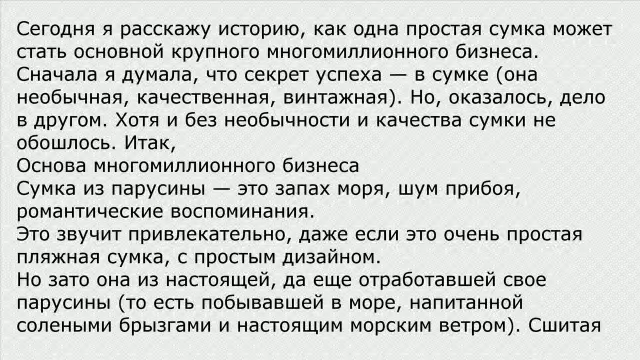 Сегодня я расскажу историю, как одна простая сумка может
стать основной крупного многомиллионного бизнеса.
Сначала я думала, что секрет успеха — в сумке (она
необычная, качественная, винтажная). Но, оказалось, дело
в другом. Хотя и без необычности и качества сумки не
обошлось. Итак,
Основа многомиллионного бизнеса
Сумка из парусины — это запах моря, шум прибоя,
романтические воспоминания.
Это звучит привлекательно, даже если это очень простая
пляжная сумка, с простым дизайном.
Но зато она из настоящей, да еще отработавшей свое
парусины (то есть побывавшей в море, напитанной
солеными брызгами и настоящим морским ветром). Сшитая